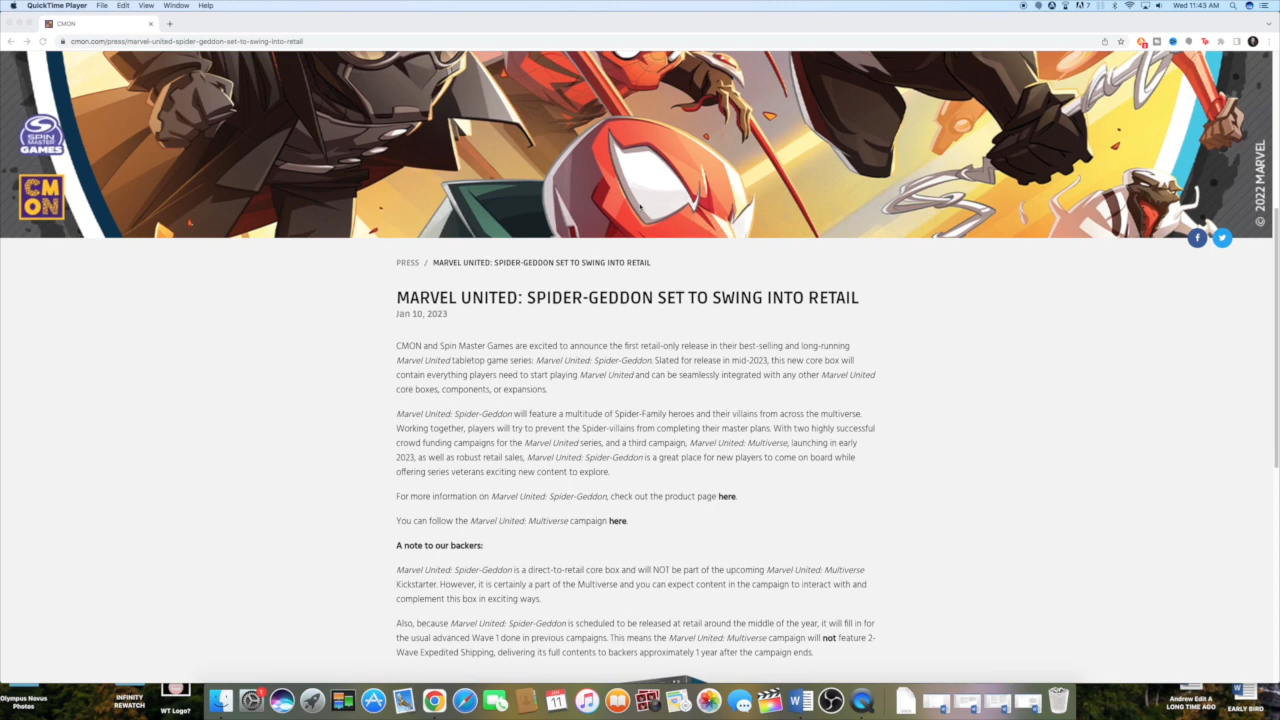 QuickTime Player File Edit View Window Help
7
Wed 11:43 AM
CMON
cmon.com/press/marvel-united-spider-geddon-set-to-swing-into-retail
SPIN
MASTER
GAMES
CM
ON
© 2022 MARVEL
PRESS / MARVEL UNITED: SPIDER-GEDDON SET TO SWING INTO RETAIL
MARVEL UNITED: SPIDER-GEDDON SET TO SWING INTO RETAIL
Jan 10, 2023
CMON and Spin Master Games are excited to announce the first retail-only release in their best-selling and long-running
Marvel United tabletop game series: Marvel United: Spider-Geddon. Slated for release in mid-2023, this new core box will
contain everything players need to start playing Marvel United and can be seamlessly integrated with any other Marvel United
core boxes, components, or expansions.
Marvel United: Spider-Geddon will feature a multitude of Spider-Family heroes and their villains from across the multiverse.
Working together, players will try to prevent the Spider-villains from completing their master plans. With two highly successful
crowd funding campaigns for the Marvel United series, and a third campaign, Marvel United: Multiverse, launching in early
2023, as well as robust retail sales, Marvel United: Spider-Geddon is a great place for new players to come on board while
offering series veterans exciting new content to explore.
For more information on Marvel United: Spider-Geddon, check out the product page here.
You can follow the Marvel United: Multiverse campaign here.
A note to our backers:
Marvel United: Spider-Geddon is a direct-to-retail core box and will NOT be part of the upcoming Marvel United: Multiverse
Kickstarter. However, it is certainly a part of the Multiverse and you can expect content in the campaign to interact with and
complement this box in exciting ways.
Also, because Marvel United: Spider-Geddon is scheduled to be released at retail around the middle of the year, it will fill in for
the usual advanced Wave 1 done in previous campaigns. This means the Marvel United: Multiverse campaign will not feature 2-
Wave Expedited Shipping, delivering its full contents to backers approximately 1 year after the campaign ends.
Olympus Novus
Photos
INFINITY
REWATCH
WT Logo?
Andrew Edit A
LONG TIME AGO
EARLY BIRD